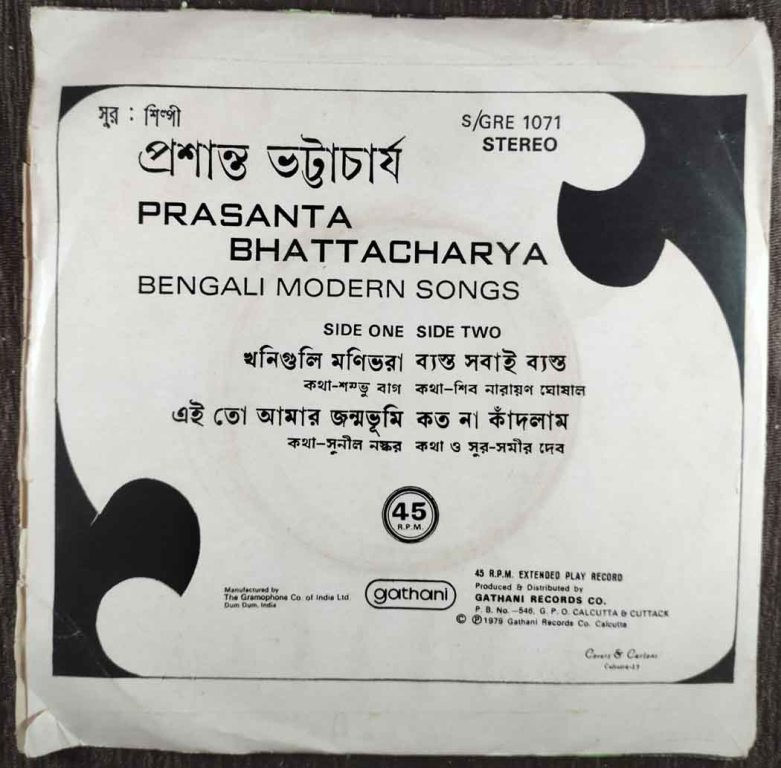 সুর : শিল্পী
প্রশান্ত ভট্টাচার্য
S/GRE 1071
STEREO
PRASANTA
BHATTACHARYA
BENGALI MODERN SONGS
SIDE ONE SIDE TWO
খনিগুলি মণিভরা ব্যস্ত সবাই ব্যস্ত
কথা-শম্ভু বাগ কথা-শিব নারায়ণ ঘোষাল
এই তো আমার জন্মভূমি কত না কাঁদলাম
কথা-সুনীল নস্কর কথা ও সুর-সমীর দেব
45
R.P.M.
Manufactured by
The Gramophone Co. of India Ltd.
Dum Dum, India
gathani
45 R.P.M. EXTENDED PLAY RECORD
Produced & Distributed by
GATHANI RECORDS CO.
P. B. No. -546, G. P. O. CALCUTTA & CUTTACK
© ℗ 1979 Gathani Records Co. Calcutta
Covers & Cartons